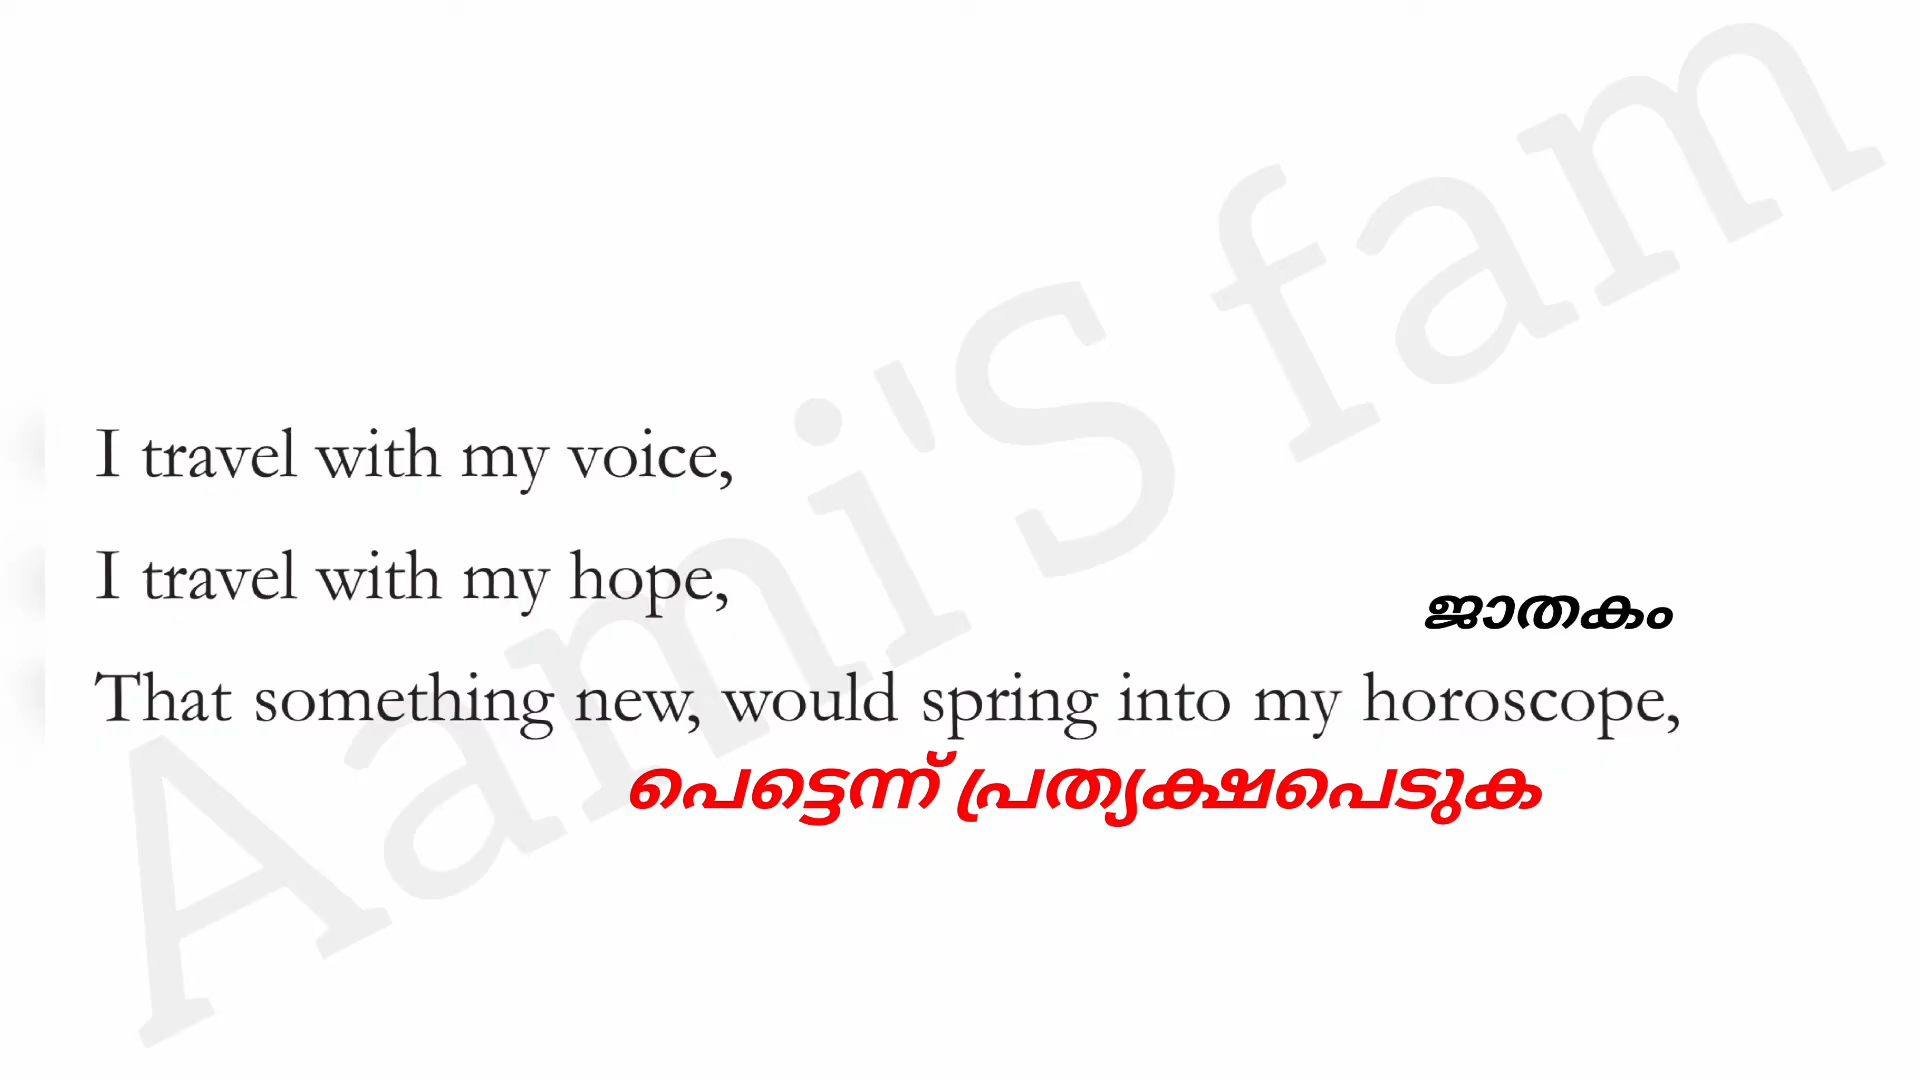 I travel with my voice,
I travel with my hope,
ജാതകം
That something new, would spring into my horoscope,
പെട്ടെന്ന് പ്രത്യക്ഷപെടുക
Aami'S fam